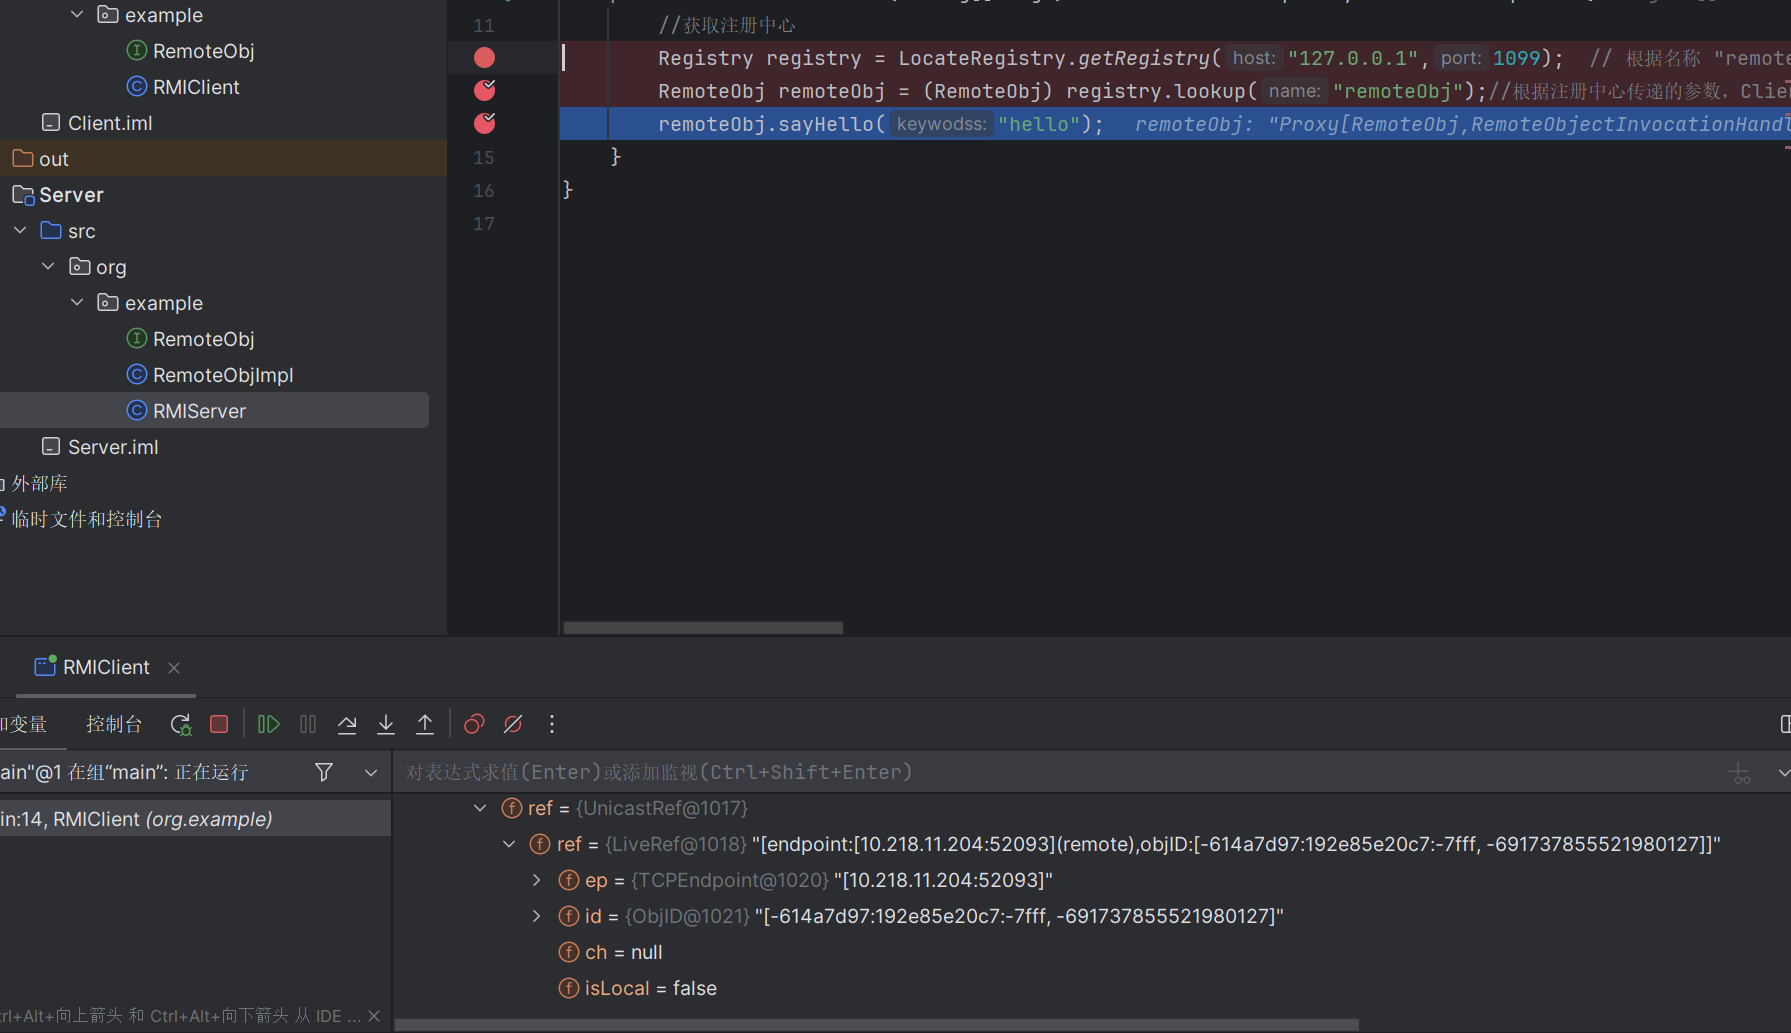 example
RemoteObj
RMIClient
Client.iml
out
Server
src
org
example
RemoteObj
RemoteObjImpl
RMIServer
Server.iml
外部库
临时文件和控制台
11 //获取注册中心
Registry registry = LocateRegistry.getRegistry( host: "127.0.0.1", port: 1099); // 根据名称 "remote
RemoteObj remoteObj = (RemoteObj) registry.lookup( name: "remoteObj");//根据注册中心传递的参数，Clie
remoteObj.sayHello( keywodss: "hello"); remoteObj: "Proxy[RemoteObj,RemoteObjectInvocationHandl
15 }
16 }
17
RMIClient
变量 控制台
ain"@1 在组“main”: 正在运行
对表达式求值(Enter)或添加监视(Ctrl+Shift+Enter)
in:14, RMIClient (org.example)
ref = {UnicastRef@1017}
ref = {LiveRef@1018} "[endpoint:[10.218.11.204:52093](remote),objID:[-614a7d97:192e85e20c7:-7fff, -691737855521980127]]"
ep = {TCPEndpoint@1020} "[10.218.11.204:52093]"
id = {ObjID@1021} "[-614a7d97:192e85e20c7:-7fff, -691737855521980127]"
ch = null
isLocal = false
trl+Alt+向上箭头 和 Ctrl+Alt+向下箭头 从 IDE ...